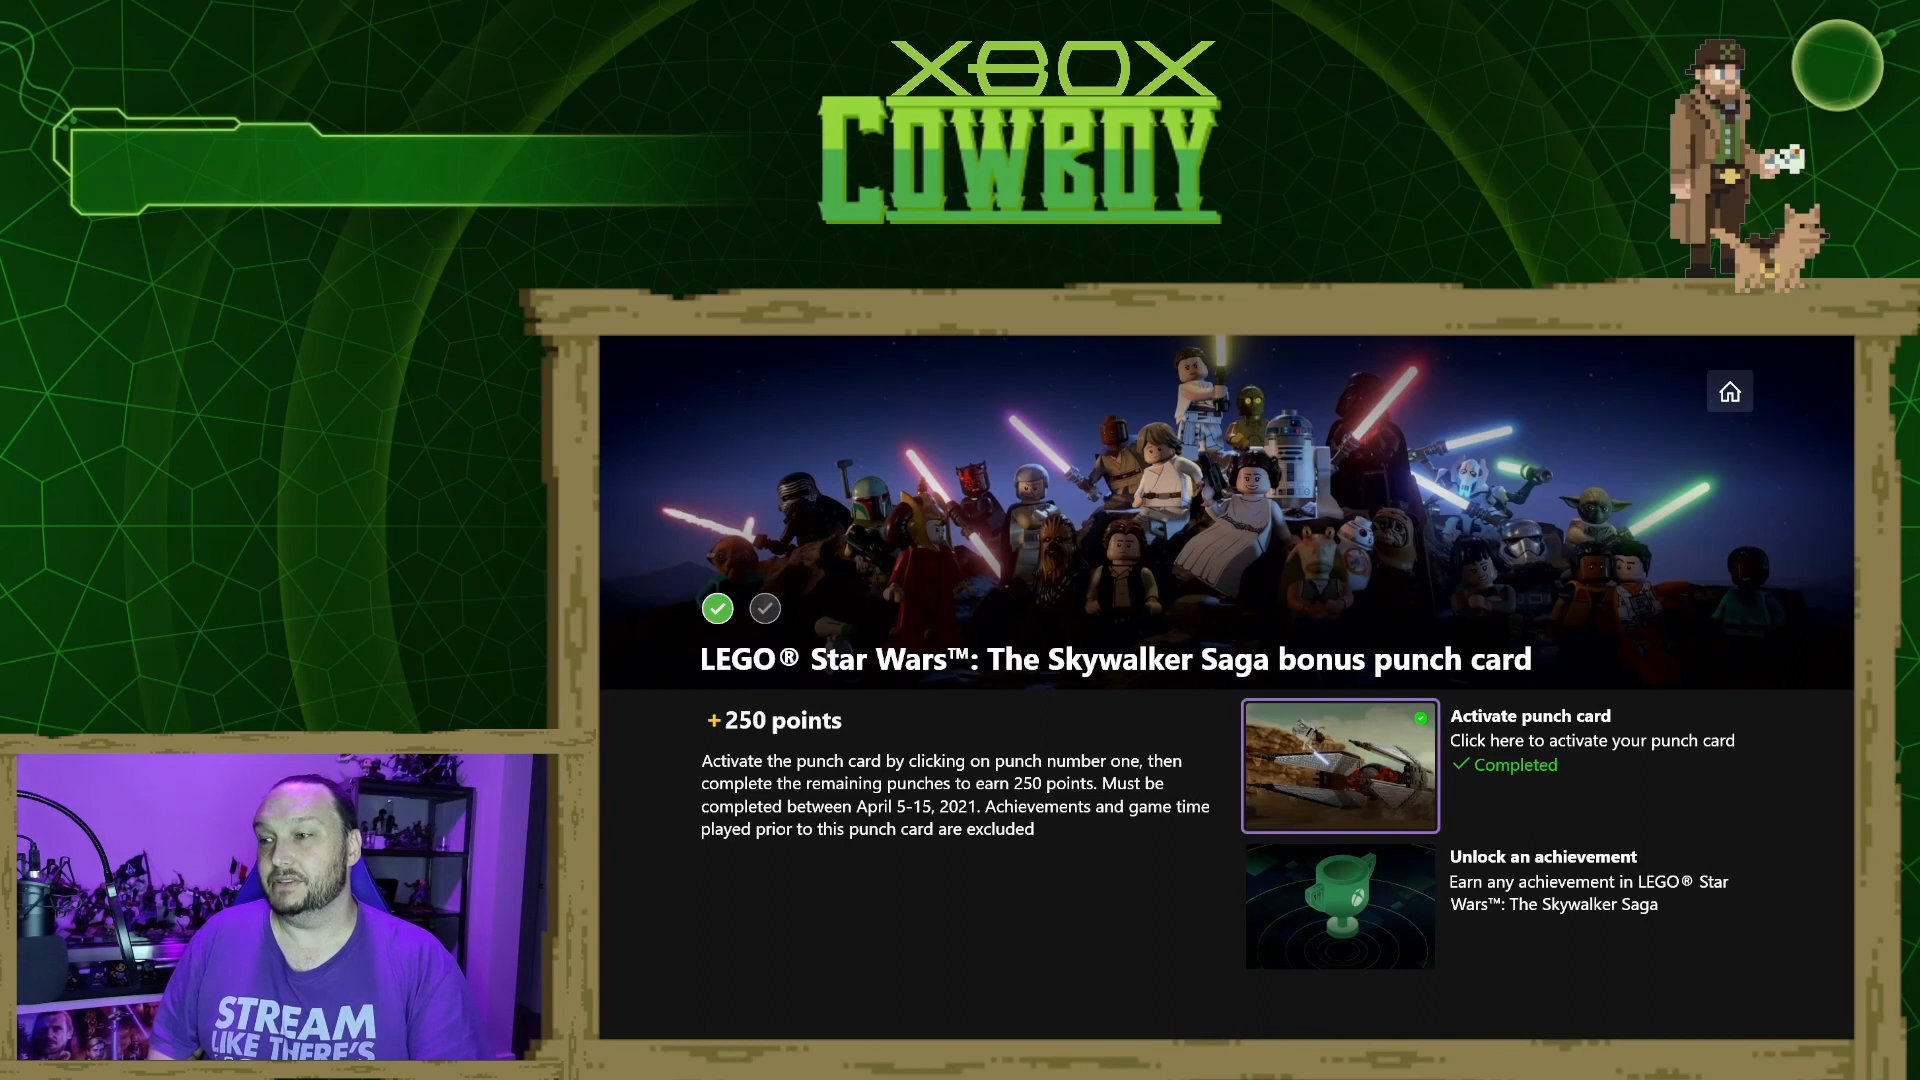 XBOX
COWBOY
LEGO® Star Wars™: The Skywalker Saga bonus punch card
+250 points
Activate the punch card by clicking on punch number one, then
complete the remaining punches to earn 250 points. Must be
completed between April 5-15, 2021. Achievements and game time
played prior to this punch card are excluded
Activate punch card
Click here to activate your punch card
Completed
Unlock an achievement
Earn any achievement in LEGO® Star
Wars™: The Skywalker Saga
STREAM
LIKE THERE'S